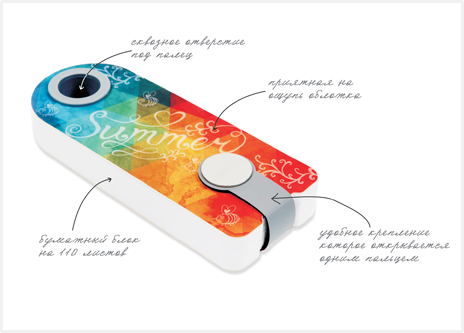 сквозное отверстие
под палец
приятная на
ощупь обложка
Summer
бумажный блок
на 110 листов
удобное крепление
которое открывается
одним пальцем